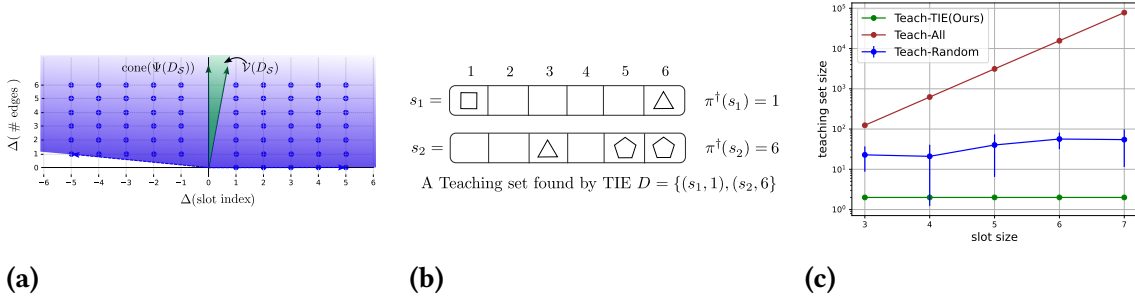 cone(Ψ(D_S)) V(D_S)
Δ( # edges)
6
5
4
3
2
1
0
−6 −5 −4 −3 −2 −1 0 1 2 3 4 5 6
Δ(slot index)
(a)
1 2 3 4 5 6
s₁ = π†(s₁) = 1
s₂ = π†(s₂) = 6
A Teaching set found by TIE D = {(s₁, 1), (s₂, 6}
(b)
Teach-TIE(Ours)
Teach-All
Teach-Random
teaching set size
10⁵
10⁴
10³
10²
10¹
10⁰
3 4 5 6 7
slot size
(c)